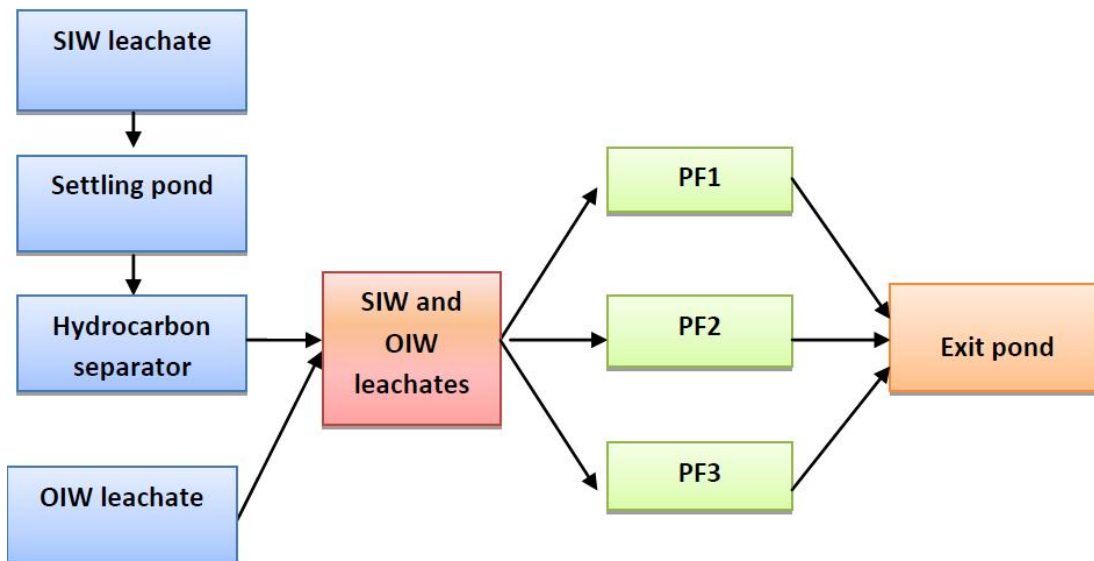 SIW leachate
Settling pond
Hydrocarbon
separator
OIW leachate
SIW and
OIW
leachates
PF1
PF2
PF3
Exit pond